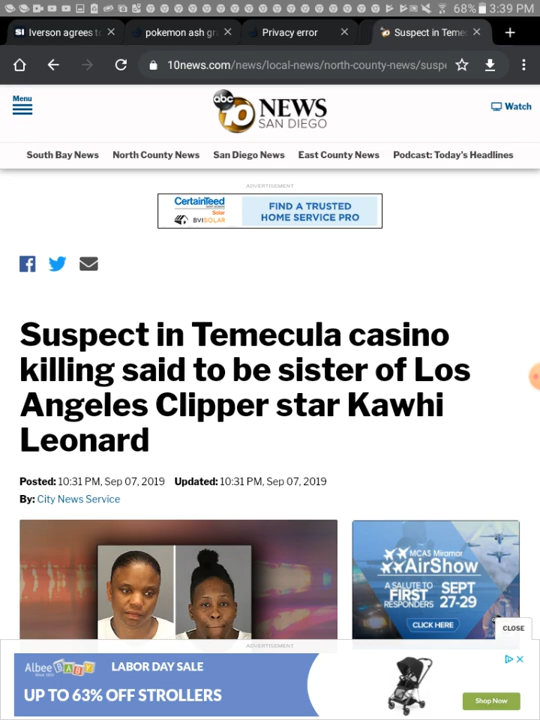 68% 3:39 PM
Iverson agrees t
pokemon ash gr
Privacy error
Suspect in Teme
10news.com/news/local-news/north-county-news/susp
Menu
abc 10 NEWS
SAN DIEGO
Watch
South Bay News North County News San Diego News East County News Podcast: Today's Headlines
ADVERTISEMENT
CertainTeed
Solar
BVISOLAR
FIND A TRUSTED
HOME SERVICE PRO
Suspect in Temecula casino
killing said to be sister of Los
Angeles Clipper star Kawhi
Leonard
Posted: 10:31 PM, Sep 07, 2019 Updated: 10:31 PM, Sep 07, 2019
By: City News Service
MCAS Miramar
AirShow
A SALUTE TO
FIRST
RESPONDERS
SEPT
27-29
CLICK HERE
CLOSE
ADVERTISEMENT
Albee BABY
LABOR DAY SALE
UP TO 63% OFF STROLLERS
Shop Now